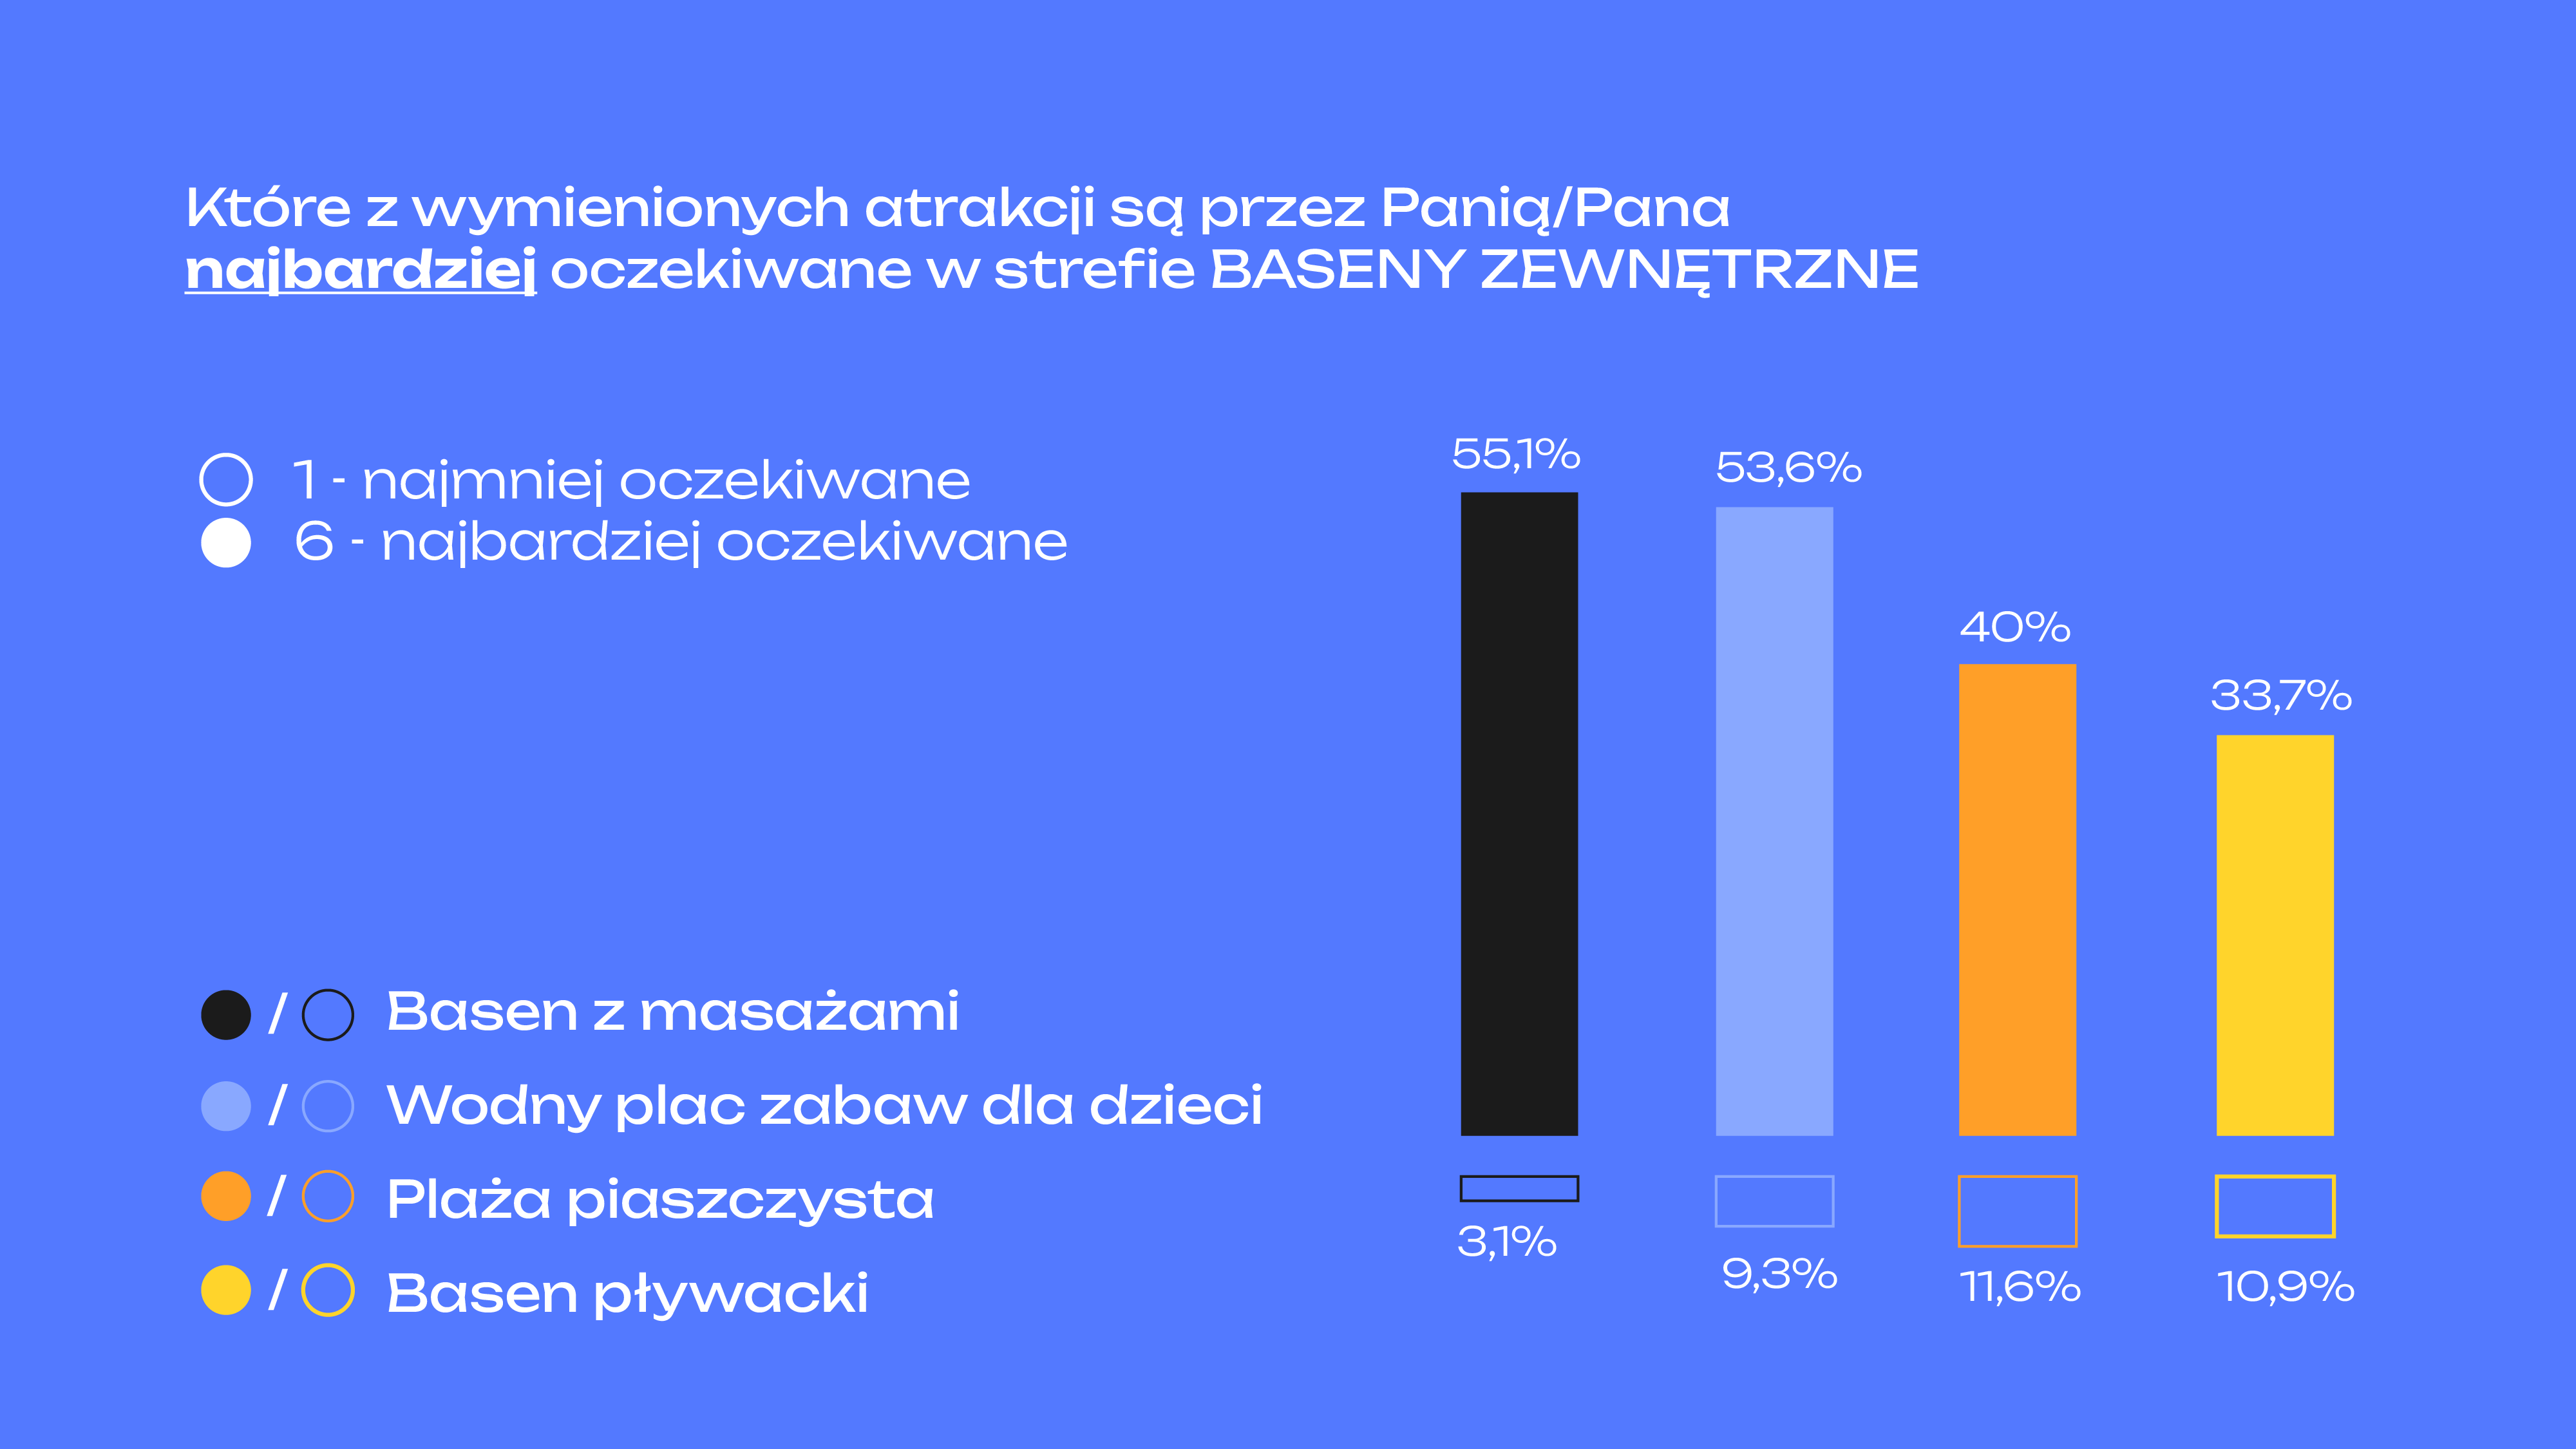 Które z wymienionych atrakcji są przez Panią/Pana
najbardziej oczekiwane w strefie BASENY ZEWNĘTRZNE
1 - najmniej oczekiwane
6 - najbardziej oczekiwane
/ Basen z masażami
/ Wodny plac zabaw dla dzieci
/ Plaża piaszczysta
/ Basen pływacki
55,1%
53,6%
40%
33,7%
3,1%
9,3%
11,6%
10,9%